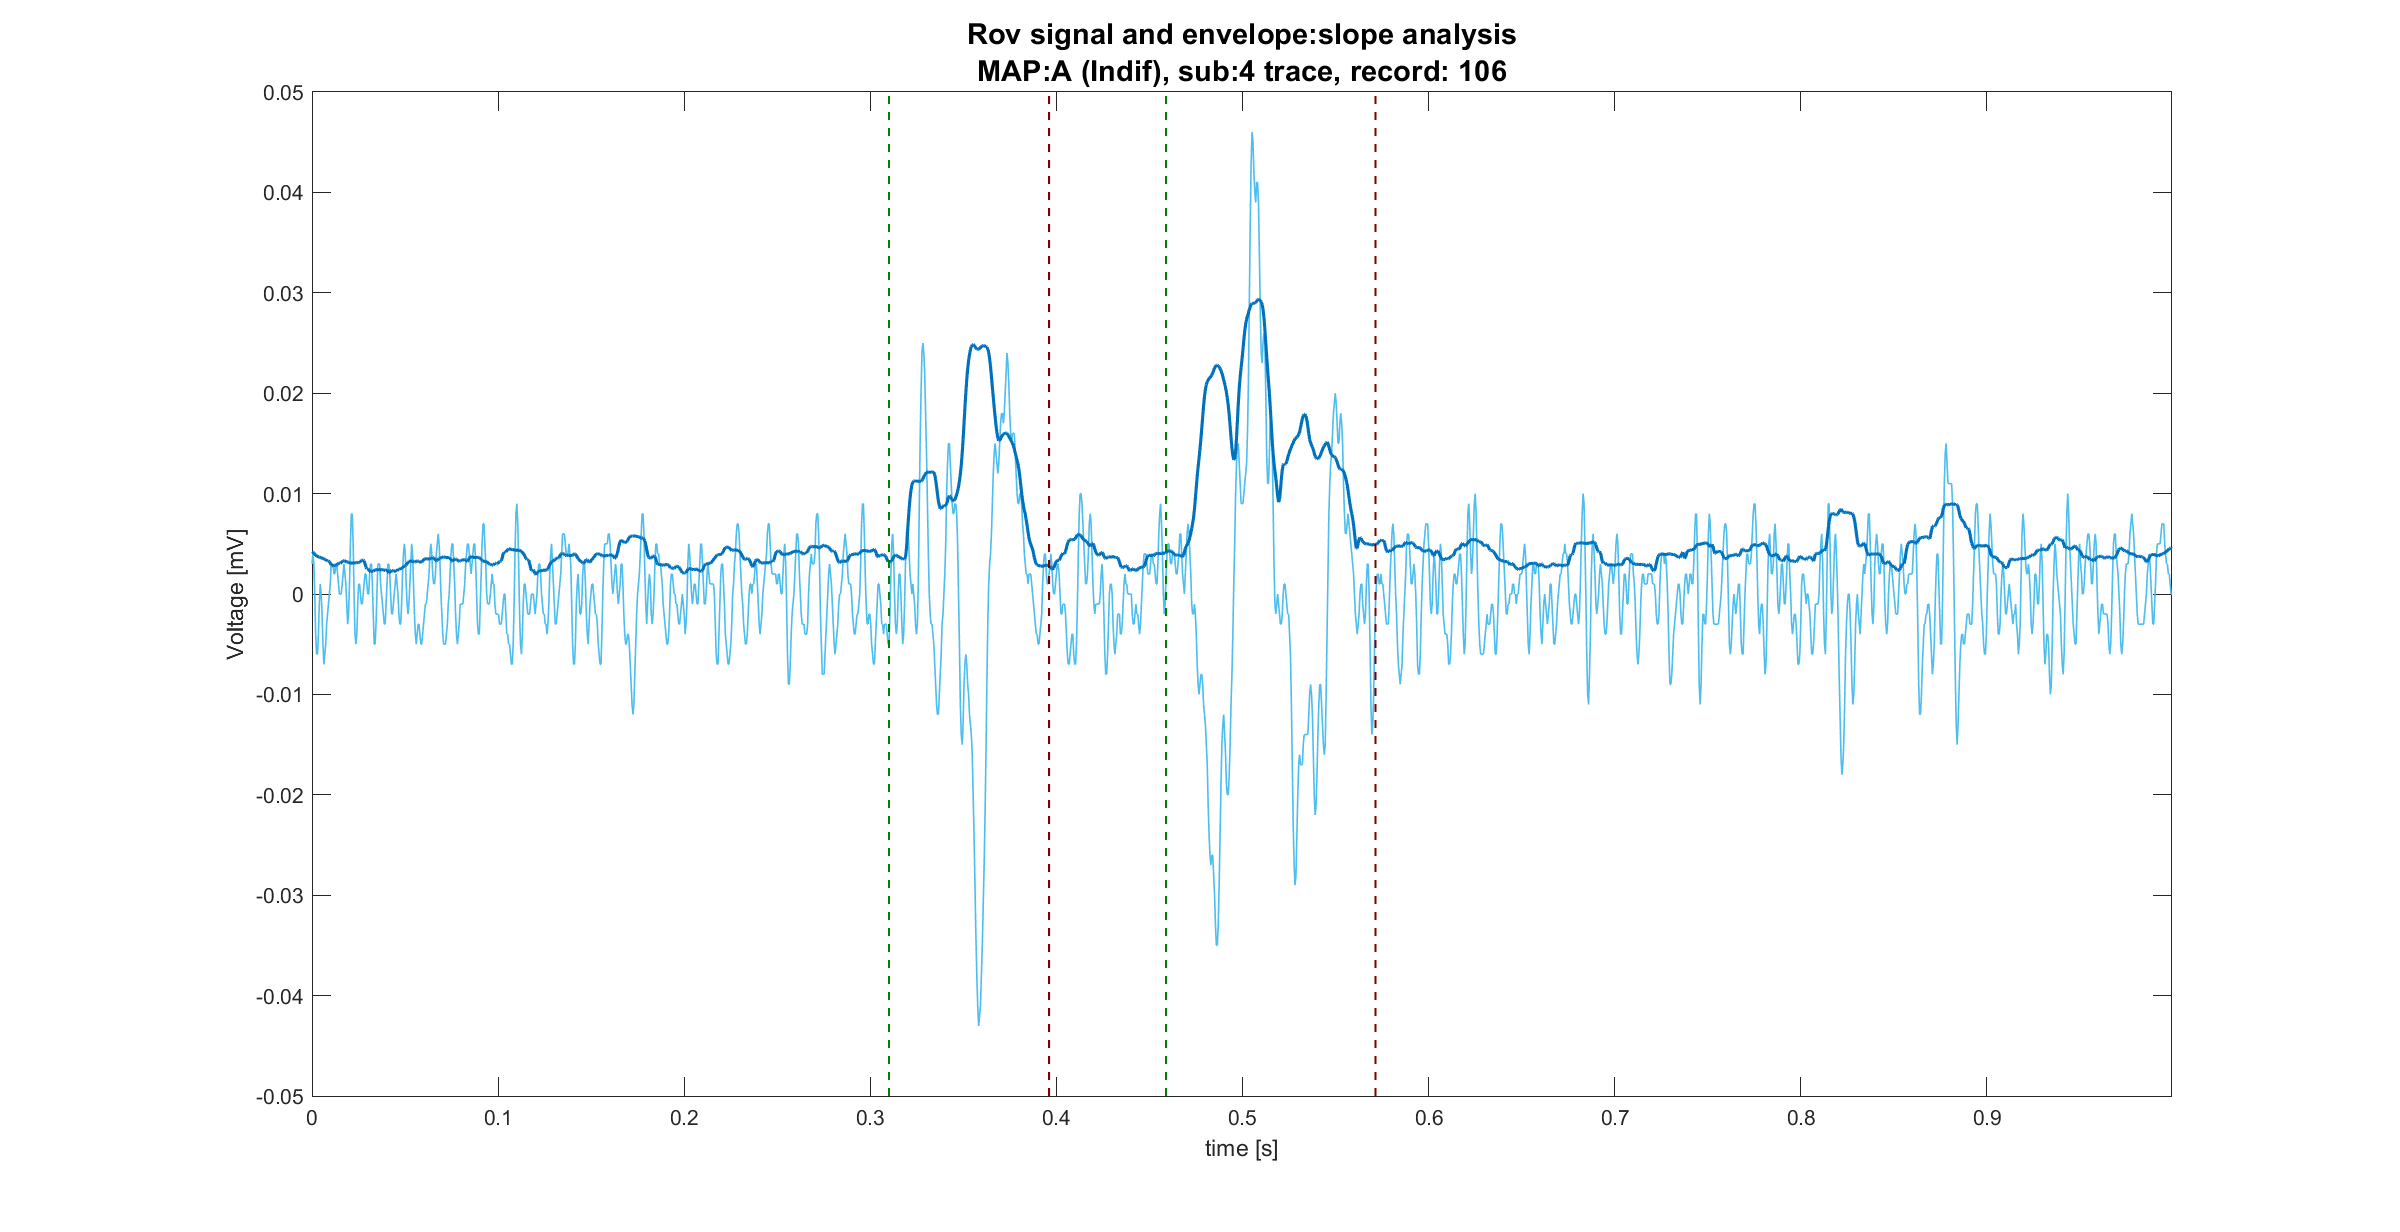 Rov signal and envelope:slope analysis
MAP:A (Indif), sub:4 trace, record: 106
0.05
0.04
0.03
0.02
0.01
0
-0.01
-0.02
-0.03
-0.04
-0.05
Voltage [mV]
0 0.1 0.2 0.3 0.4 0.5 0.6 0.7 0.8 0.9
time [s]